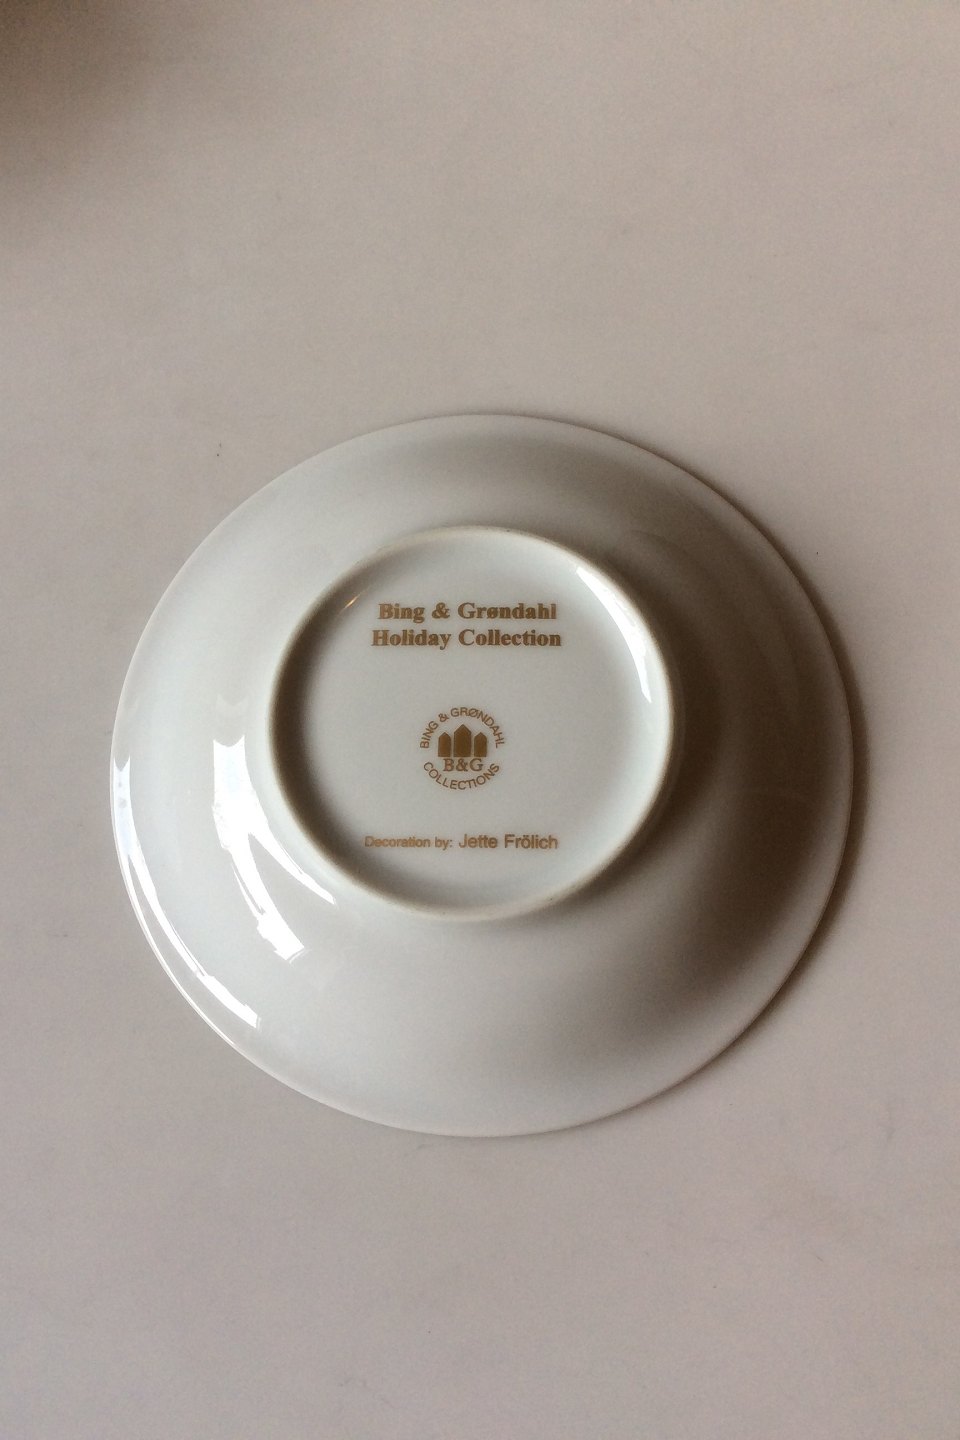 Bing & Grøndahl
Holiday Collection
BING & GRØNDAHL
B&G
COLLECTIONS
Decoration by: Jette Frölich